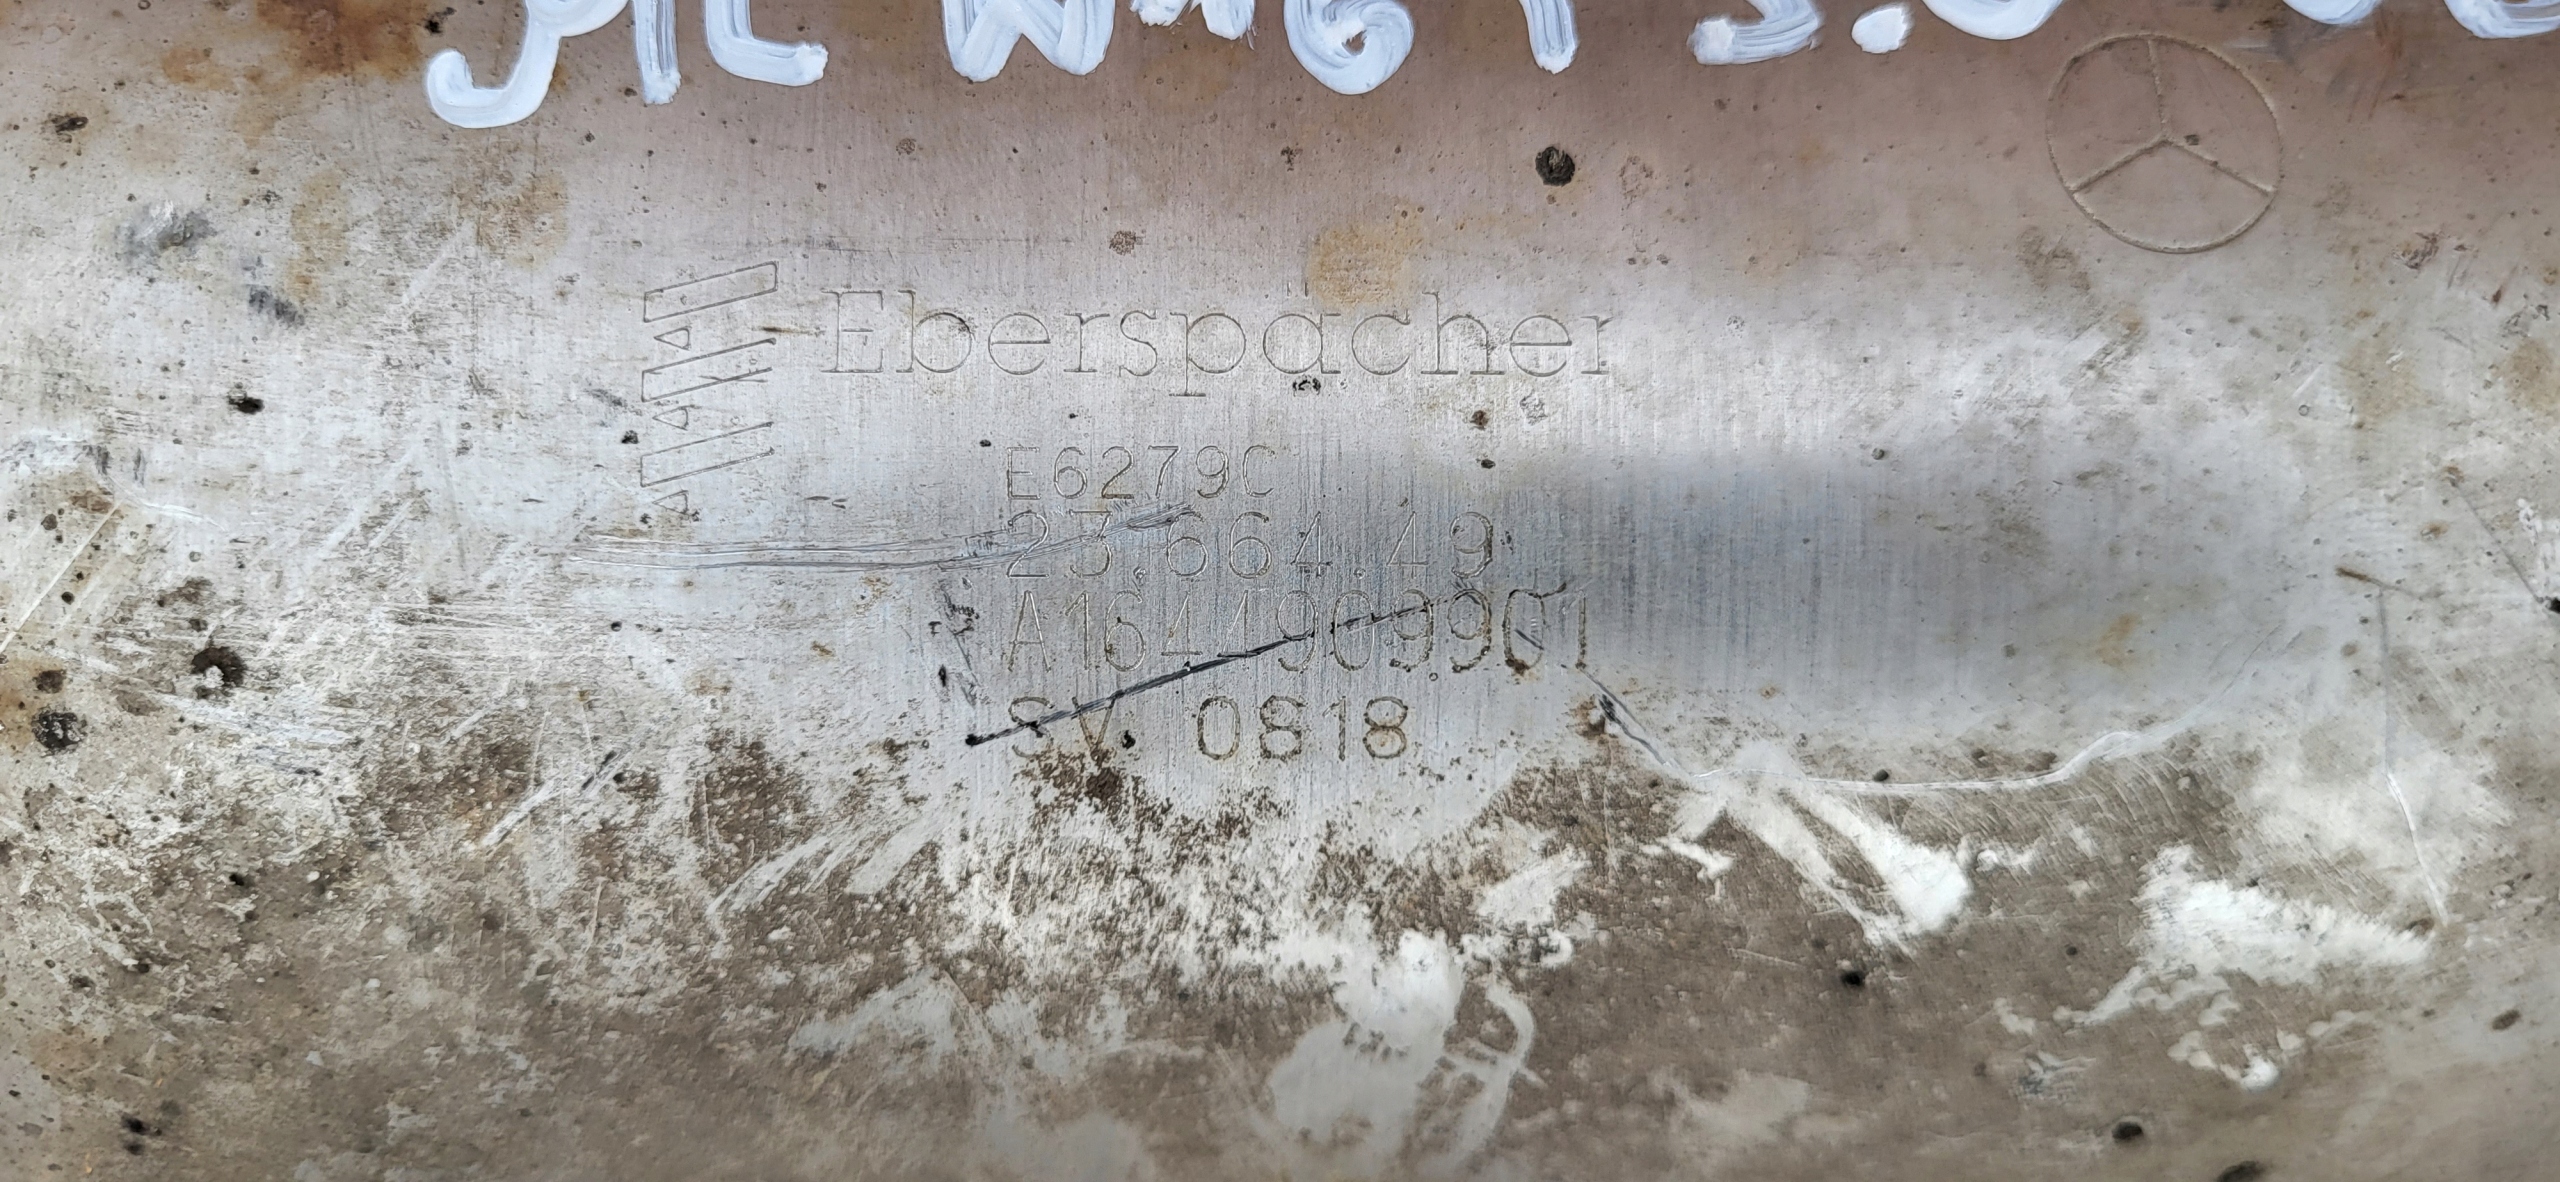 Eberspächer
E6279C
23.664.49
A1644909901
SV. 0818